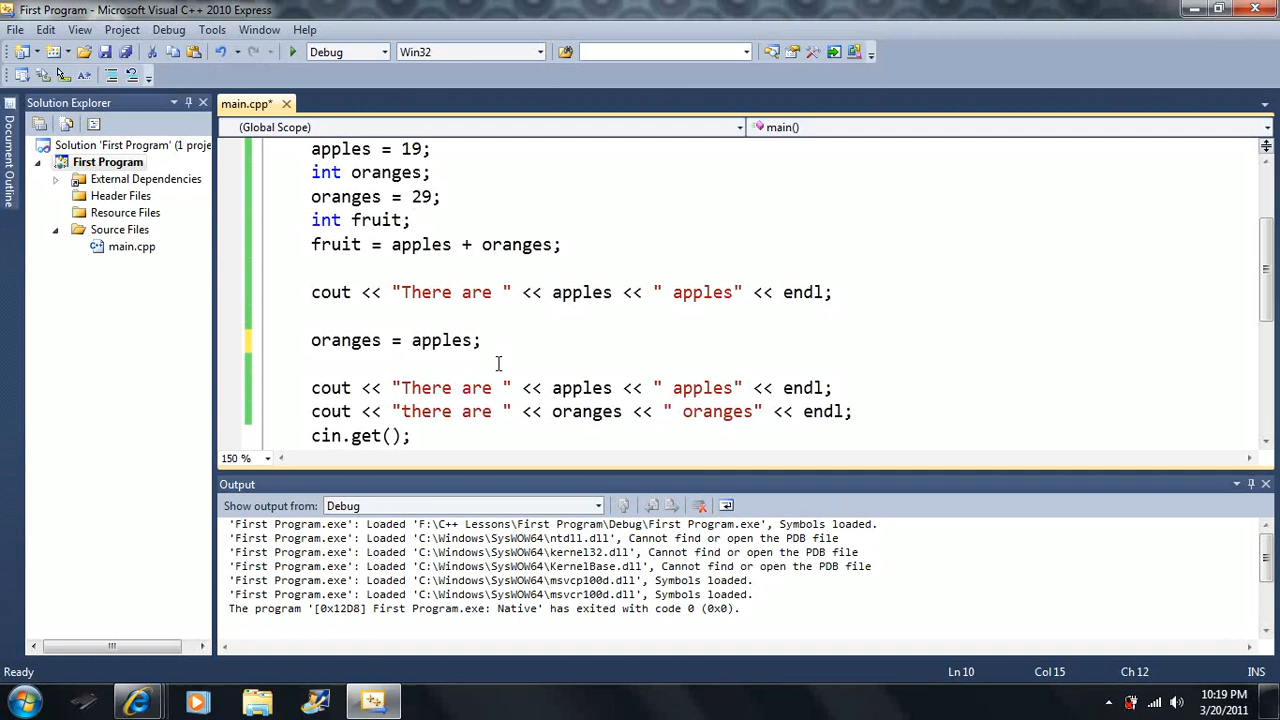 First Program - Microsoft Visual C++ 2010 Express
File Edit View Project Debug Tools Window Help
Debug Win32
Solution Explorer
main.cpp*
Document Outline
(Global Scope) main()
Solution 'First Program' (1 proje
First Program
External Dependencies
Header Files
Resource Files
Source Files
main.cpp
apples = 19;
int oranges;
oranges = 29;
int fruit;
fruit = apples + oranges;
cout << "There are " << apples << " apples" << endl;
oranges = apples;
cout << "There are " << apples << " apples" << endl;
cout << "there are " << oranges << " oranges" << endl;
cin.get();
150 %
Output
Show output from: Debug
'First Program.exe': Loaded 'F:\C++ Lessons\First Program\Debug\First Program.exe', Symbols loaded.
'First Program.exe': Loaded 'C:\Windows\SysWOW64\ntdll.dll', Cannot find or open the PDB file
'First Program.exe': Loaded 'C:\Windows\SysWOW64\kernel32.dll', Cannot find or open the PDB file
'First Program.exe': Loaded 'C:\Windows\SysWOW64\KernelBase.dll', Cannot find or open the PDB file
'First Program.exe': Loaded 'C:\Windows\SysWOW64\msvcp100d.dll', Symbols loaded.
'First Program.exe': Loaded 'C:\Windows\SysWOW64\msvcr100d.dll', Symbols loaded.
The program '[0x12D8] First Program.exe: Native' has exited with code 0 (0x0).
Ready Ln 10 Col 15 Ch 12 INS
10:19 PM
3/20/2011